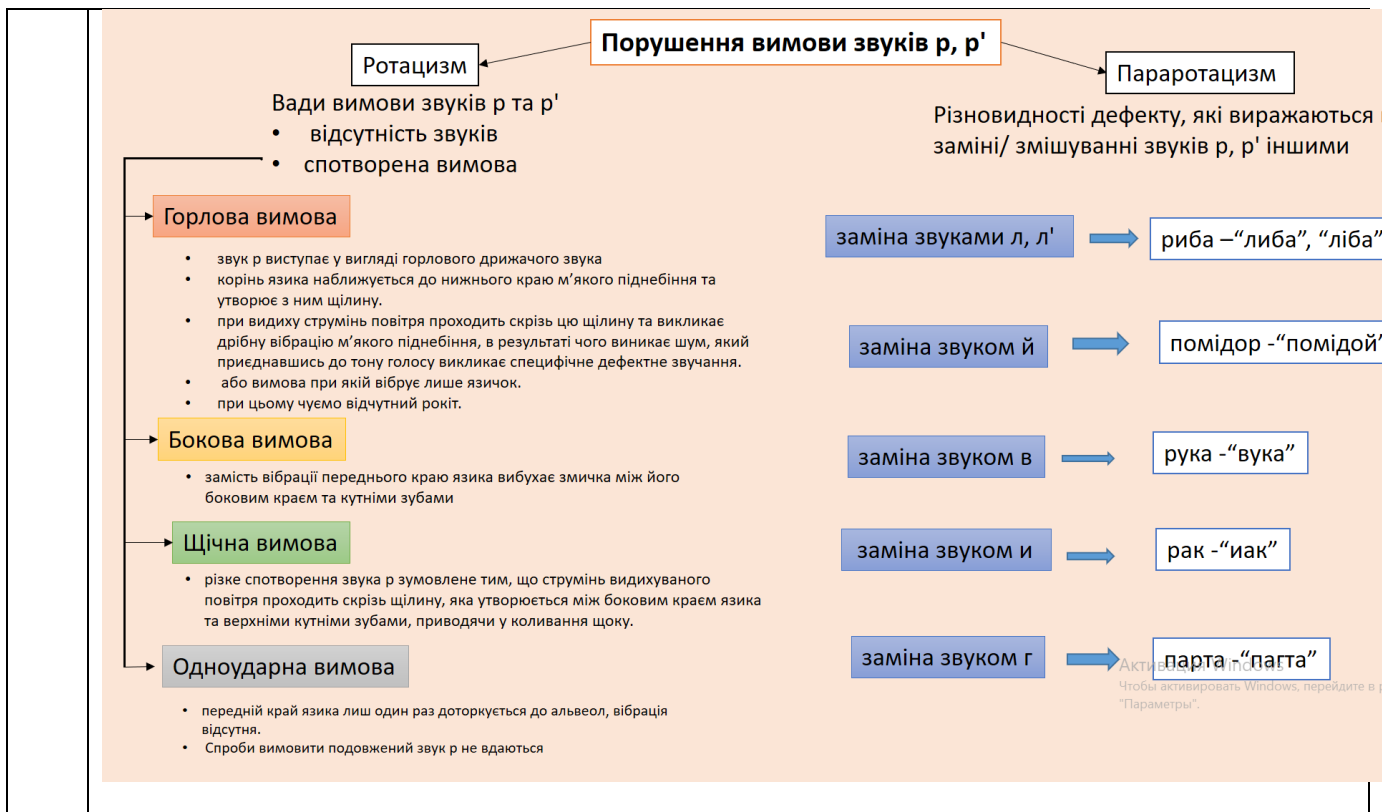 Порушення вимови звуків р, р'
Ротацизм
Вади вимови звуків р та р'
• відсутність звуків
• спотворена вимова
Горлова вимова
• звук р виступає у вигляді горлового дрижачого звука
• корінь язика наближується до нижнього краю м’якого піднебіння та
утворює з ним щілину.
• при видиху струмінь повітря проходить скрізь цю щілину та викликає
дрібну вібрацію м’якого піднебіння, в результаті чого виникає шум, який
приєднавшись до тону голосу викликає специфічне дефектне звучання.
• або вимова при якій вібрує лише язичок.
• при цьому чуємо відчутний рокіт.
Бокова вимова
• замість вібрації переднього краю язика вибухає змичка між його
боковим краєм та кутніми зубами
Щічна вимова
• різке спотворення звука р зумовлене тим, що струмінь видихуваного
повітря проходить скрізь щілину, яка утворюється між боковим краєм язика
та верхніми кутніми зубами, приводячи у коливання щоку.
Одноударна вимова
• передній край язика лиш один раз доторкується до альвеол, вібрація
відсутня.
• Спроби вимовити подовжений звук р не вдаються
Параротацизм
Різновидності дефекту, які виражаються
заміні/ змішуванні звуків р, р' іншими
заміна звуками л, л'
риба –“либа”, “ліба”
заміна звуком й
помідор -“помідой”
заміна звуком в
рука -“вука”
заміна звуком и
рак -“иак”
заміна звуком г
парта -“пагта”
Активация Windows
Чтобы активировать Windows, перейдите в
"Параметры".